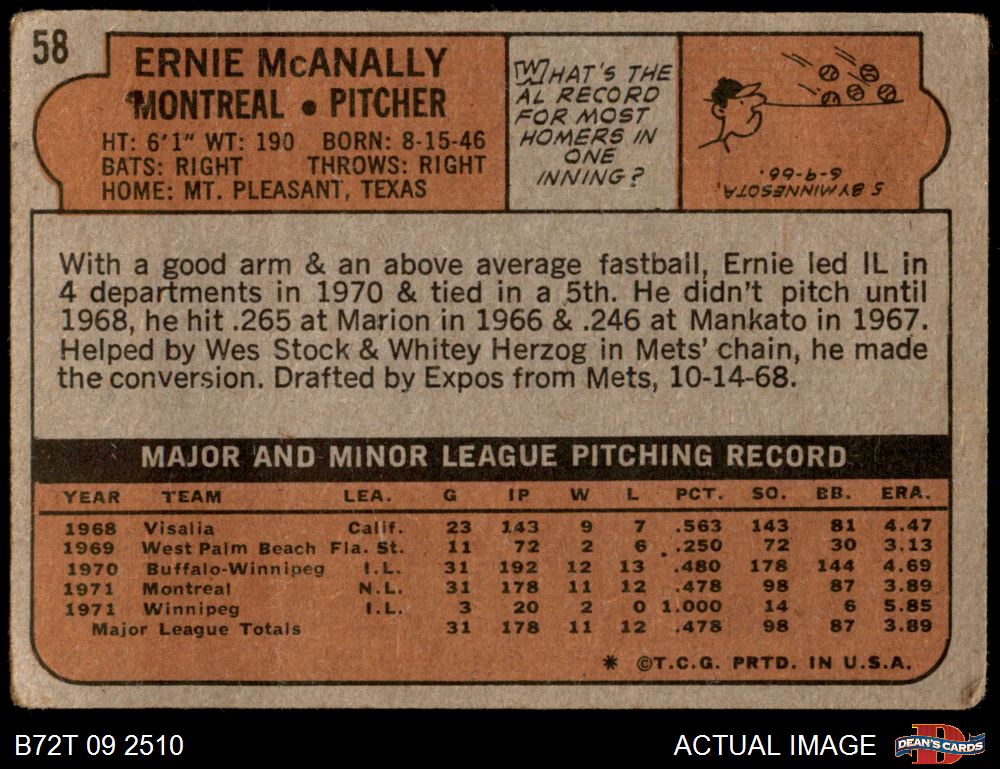 58
ERNIE McANALLY
MONTREAL • PITCHER
HT: 6'1" WT: 190 BORN: 8-15-46
BATS: RIGHT THROWS: RIGHT
HOME: MT. PLEASANT, TEXAS
WHAT'S THE
AL RECORD
FOR MOST
HOMERS IN
ONE
INNING?
5 BY MINNESOTA,
6-9-66.
With a good arm & an above average fastball, Ernie led IL in
4 departments in 1970 & tied in a 5th. He didn't pitch until
1968, he hit .265 at Marion in 1966 & .246 at Mankato in 1967.
Helped by Wes Stock & Whitey Herzog in Mets' chain, he made
the conversion. Drafted by Expos from Mets, 10-14-68.
MAJOR AND MINOR LEAGUE PITCHING RECORD
YEAR TEAM LEA. G IP W L PCT. SO. BB. ERA.
1968 Visalia Calif. 23 143 9 7 .563 143 81 4.47
1969 West Palm Beach Fla. St. 11 72 2 6 .250 72 30 3.13
1970 Buffalo-Winnipeg I.L. 31 192 12 13 .480 178 144 4.69
1971 Montreal N.L. 31 178 11 12 .478 98 87 3.89
1971 Winnipeg I.L. 3 20 2 0 1.000 14 6 5.85
Major League Totals 31 178 11 12 .478 98 87 3.89
* ©T.C.G. PRTD. IN U.S.A.
B72T 09 2510
ACTUAL IMAGE
DEAN'S CARDS